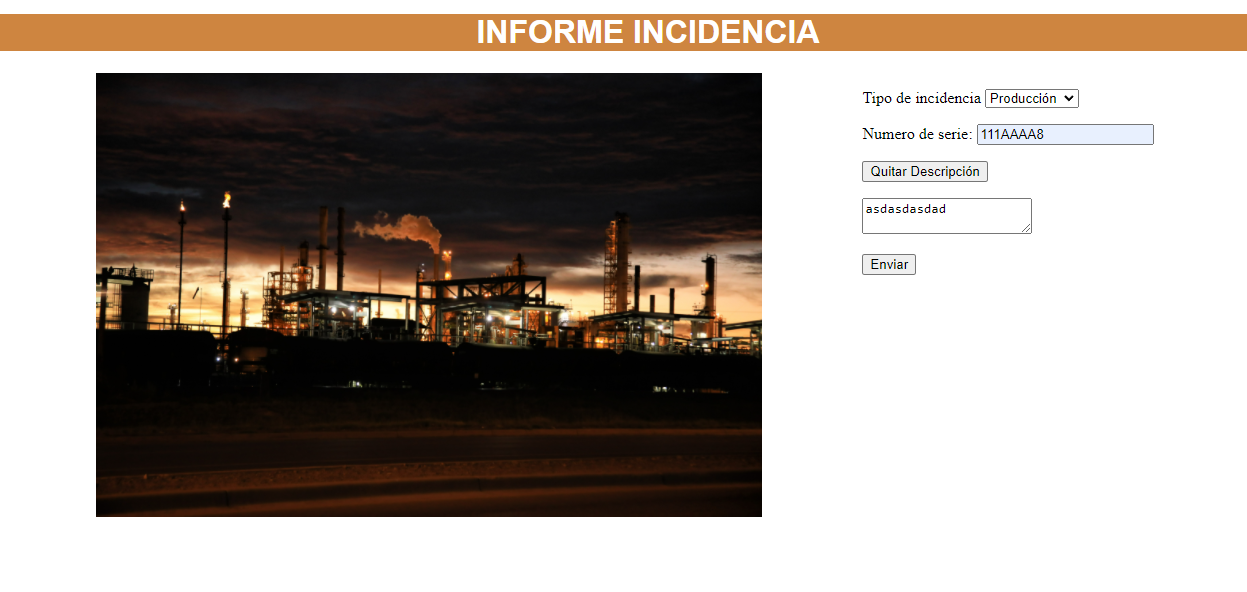 INFORME INCIDENCIA
Tipo de incidencia Producción
Numero de serie: 111AAAA8
Quitar Descripción
asdasdasdad
Enviar